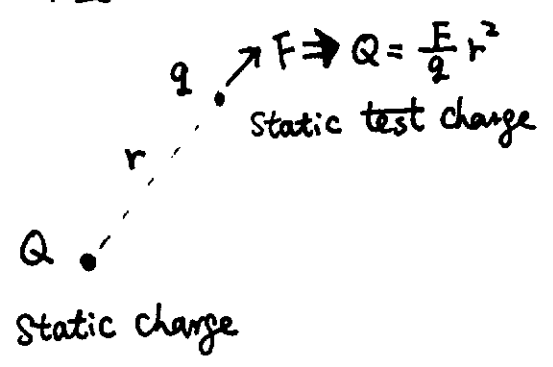 q F ⇒ Q = F/q r²
static test charge
r
Q
static charge